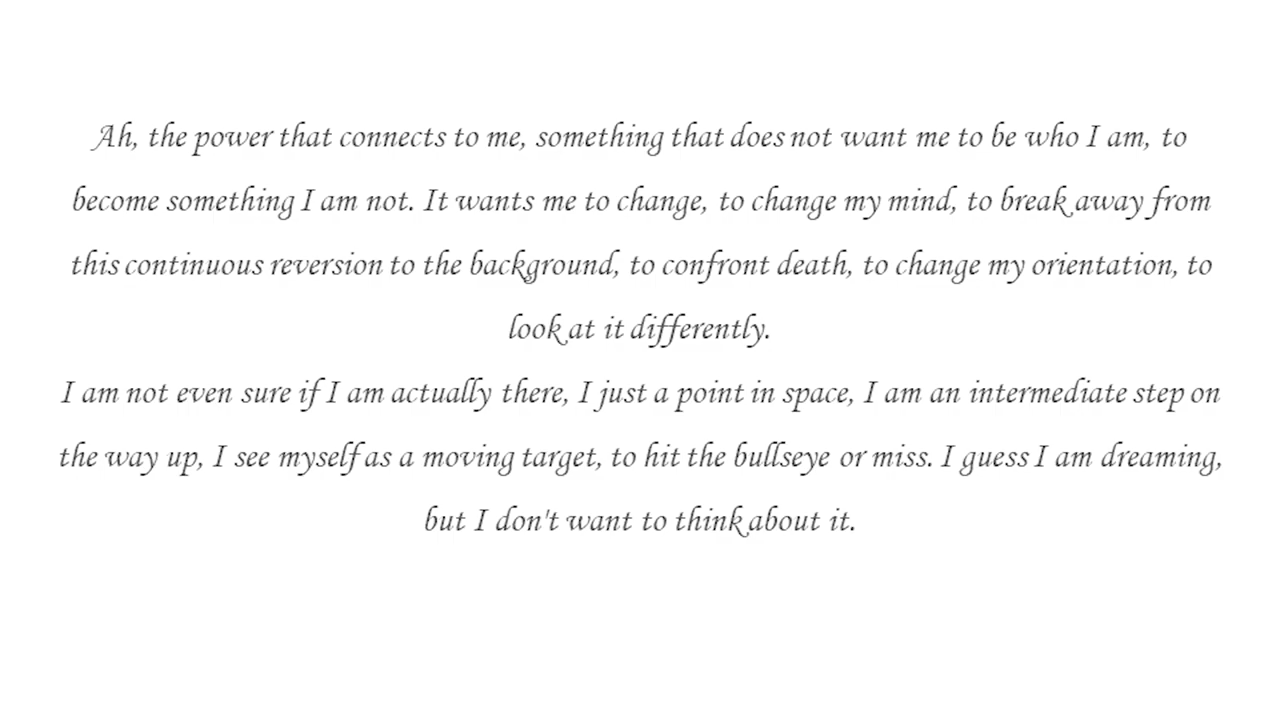 Ah, the power that connects to me, something that does not want me to be who I am, to
become something I am not. It wants me to change, to change my mind, to break away from
this continuous reversion to the background, to confront death, to change my orientation, to
look at it differently.
I am not even sure if I am actually there, I just a point in space, I am an intermediate step on
the way up, I see myself as a moving target, to hit the bullseye or miss. I guess I am dreaming,
but I don't want to think about it.